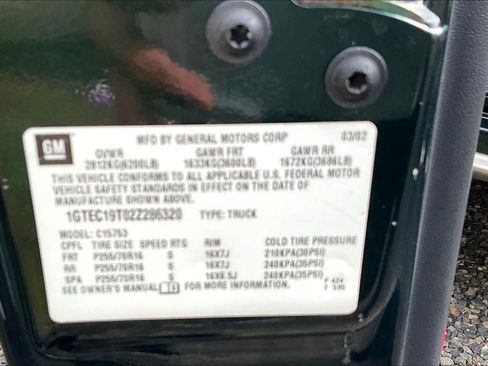 GM
MFD BY GENERAL MOTORS CORP 03/02
GVWR GAWR FRT GAWR RR
2812KG(6200LB) 1633KG(3600LB) 1672KG(3686LB)
THIS VEHICLE CONFORMS TO ALL APPLICABLE U.S. FEDERAL MOTOR
VEHICLE SAFETY STANDARDS IN EFFECT ON THE DATE OF
MANUFACTURE SHOWN ABOVE.
1GTEC19T02Z286320 TYPE: TRUCK
MODEL: C15753
CPFL TIRE SIZE SPEED RTG RIM COLD TIRE PRESSURE
FRT P255/70R16 S 16X7J 210KPA(30PSI)
RR P255/70R16 S 16X7J 240KPA(35PSI)
SPA P255/70R16 S 16X6.5J 240KPA(35PSI)
SEE OWNER'S MANUAL FOR MORE INFORMATION.